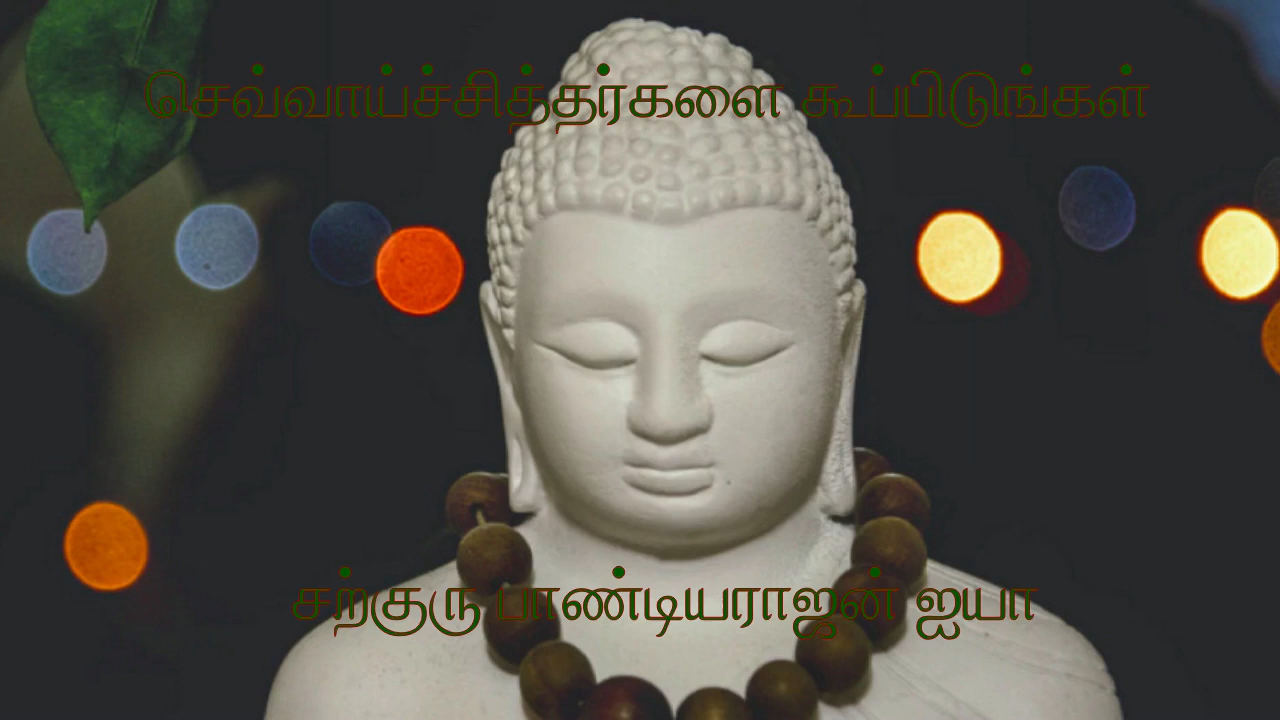 செவ்வாய்ச்சித்தர்களை கூப்பிடுங்கள்
சற்குரு பாண்டியராஜன் ஐயா